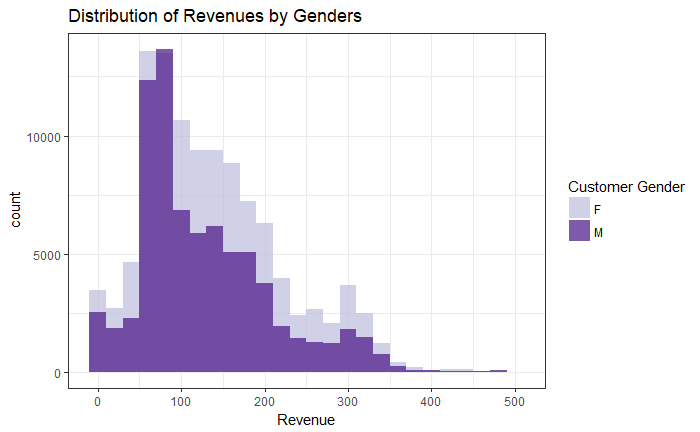 Distribution of Revenues by Genders
10000
5000
0
count
0 100 200 300 400 500
Revenue
Customer Gender
F
M